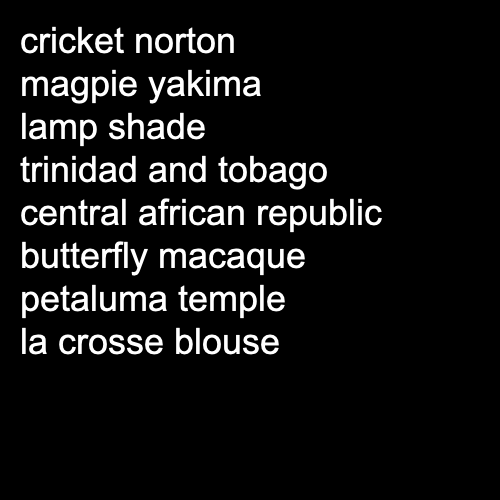 cricket norton
magpie yakima
lamp shade
trinidad and tobago
central african republic
butterfly macaque
petaluma temple
la crosse blouse